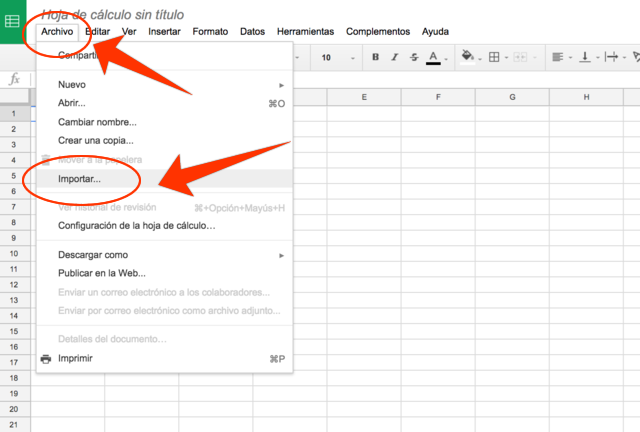 Hoja de cálculo sin título
Archivo Editar Ver Insertar Formato Datos Herramientas Complementos Ayuda
Compartir
10 B I S A
fx
Nuevo
Abrir... ⌘O
Cambiar nombre...
Crear una copia...
Mover a la papelera
Importar...
Ver historial de revisión ⌘+Opción+Mayús+H
Configuración de la hoja de cálculo...
Descargar como
Publicar en la Web...
Enviar un correo electrónico a los colaboradores...
Enviar por correo electrónico como archivo adjunto...
Detalles del documento...
Imprimir ⌘P
E F G H
1
2
3
4
5
6
7
8
9
10
11
12
13
14
15
16
17
18
19
20
21